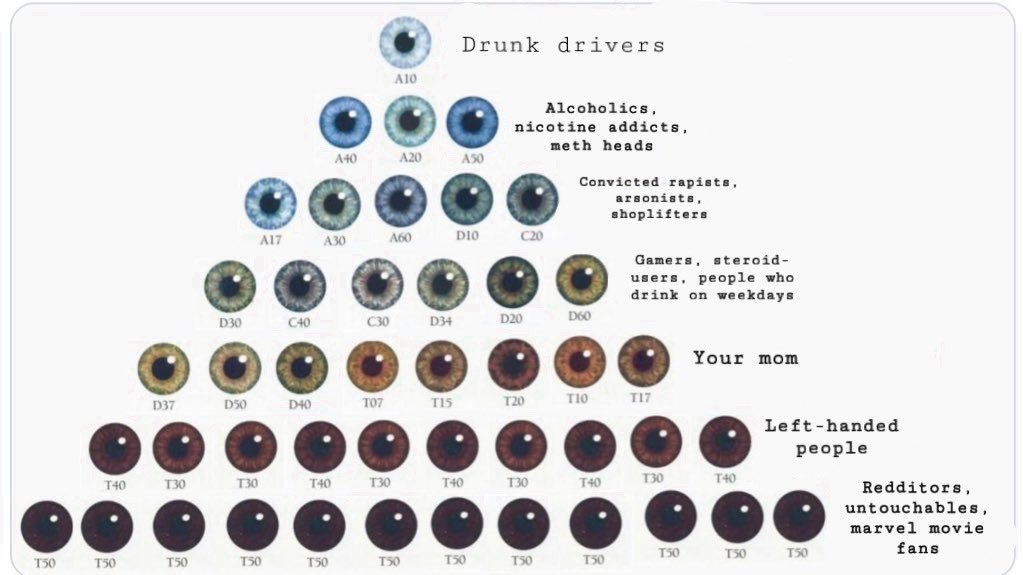 Drunk drivers
A10
Alcoholics,
nicotine addicts,
meth heads
A40 A20 A50
Convicted rapists,
arsonists,
shoplifters
A17 A30 A60 D10 C20
Gamers, steroid-
users, people who
drink on weekdays
D30 C40 C30 D34 D20 D60
Your mom
D37 D50 D40 T07 T15 T20 T10 T17
Left-handed
people
T40 T30 T30 T40 T30 T40 T30 T40 T30 T40
Redditors,
untouchables,
marvel movie
fans
T50 T50 T50 T50 T50 T50 T50 T50 T50 T50 T50 T50